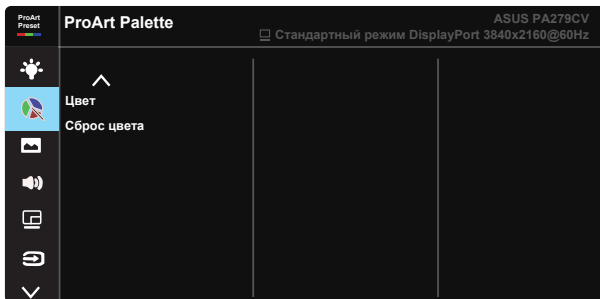 ProArt
Preset
ProArt Palette
ASUS PA279CV
Стандартный режим DisplayPort 3840x2160@60Hz
Цвет
Сброс цвета